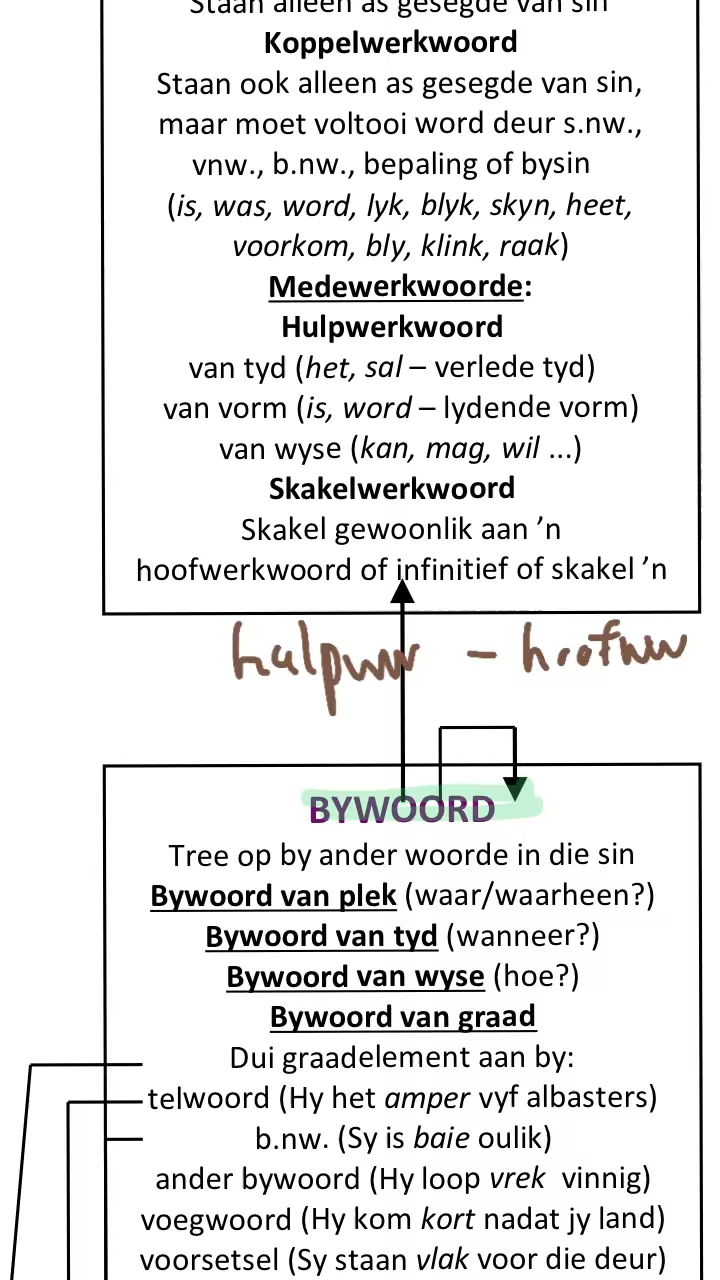 Staan alleen as gesegde van sin
Koppelwerkwoord
Staan ook alleen as gesegde van sin,
maar moet voltooi word deur s.nw.,
vnw., b.nw., bepaling of bysin
(is, was, word, lyk, blyk, skyn, heet,
voorkom, bly, klink, raak)
Medewerkwoorde:
Hulpwerkwoord
van tyd (het, sal – verlede tyd)
van vorm (is, word – lydende vorm)
van wyse (kan, mag, wil ...)
Skakelwerkwoord
Skakel gewoonlik aan ’n
hoofwerkwoord of infinitief of skakel ’n
hulpww – hoofww
BYWOORD
Tree op by ander woorde in die sin
Bywoord van plek (waar/waarheen?)
Bywoord van tyd (wanneer?)
Bywoord van wyse (hoe?)
Bywoord van graad
Dui graadelement aan by:
telwoord (Hy het amper vyf albasters)
b.nw. (Sy is baie oulik)
ander bywoord (Hy loop vrek vinnig)
voegwoord (Hy kom kort nadat jy land)
voorsetsel (Sy staan vlak voor die deur)